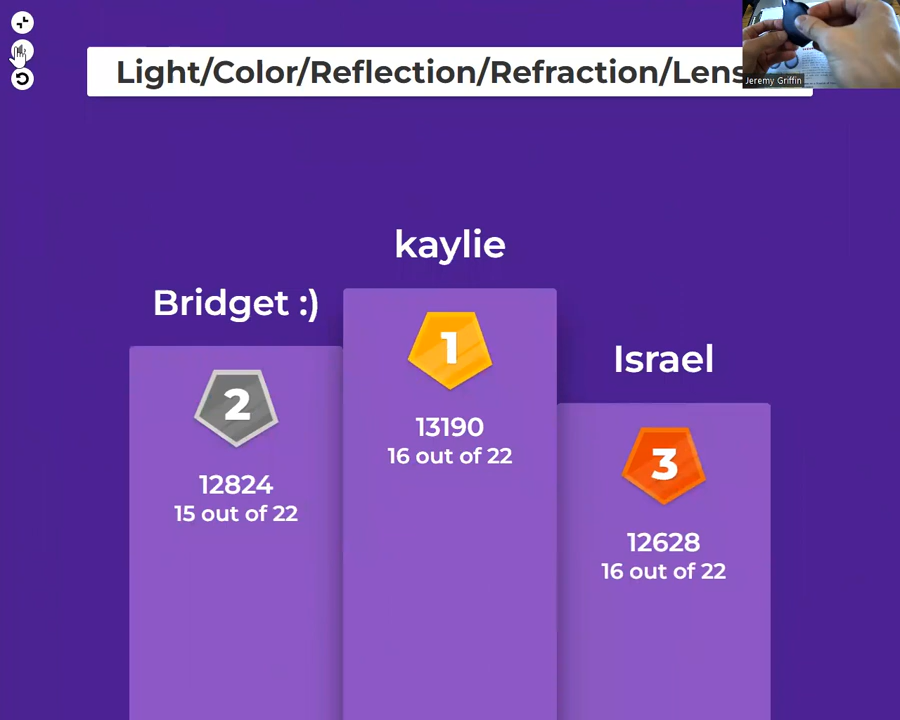 Light/Color/Reflection/Refraction/Lens
Jeremy Griffin
kaylie
Bridget :)
Israel
1
13190
16 out of 22
2
12824
15 out of 22
3
12628
16 out of 22